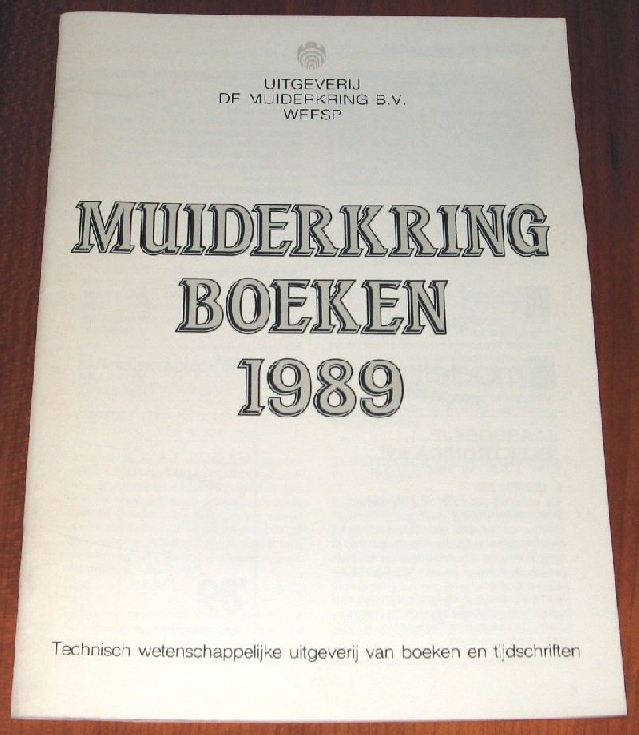 UITGEVERIJ
DE MUIDERKRING B.V.
WEESP
MUIDERKRING
BOEKEN
1989
Technisch wetenschappelijke uitgeverij van boeken en tijdschriften